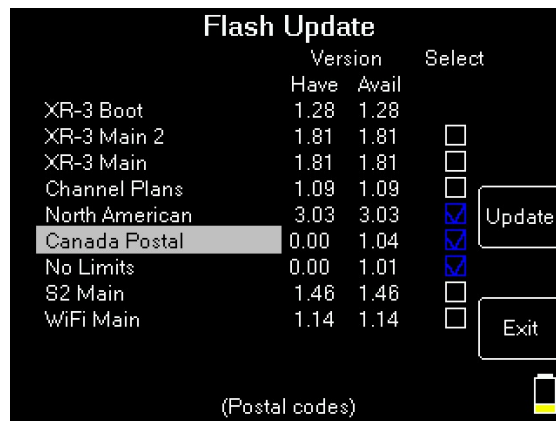 Flash Update
Version Select
Have Avail
XR-3 Boot 1.28 1.28
XR-3 Main 2 1.81 1.81
XR-3 Main 1.81 1.81
Channel Plans 1.09 1.09
North American 3.03 3.03
Update
Canada Postal 0.00 1.04
No Limits 0.00 1.01
S2 Main 1.46 1.46
WiFi Main 1.14 1.14
Exit
(Postal codes)